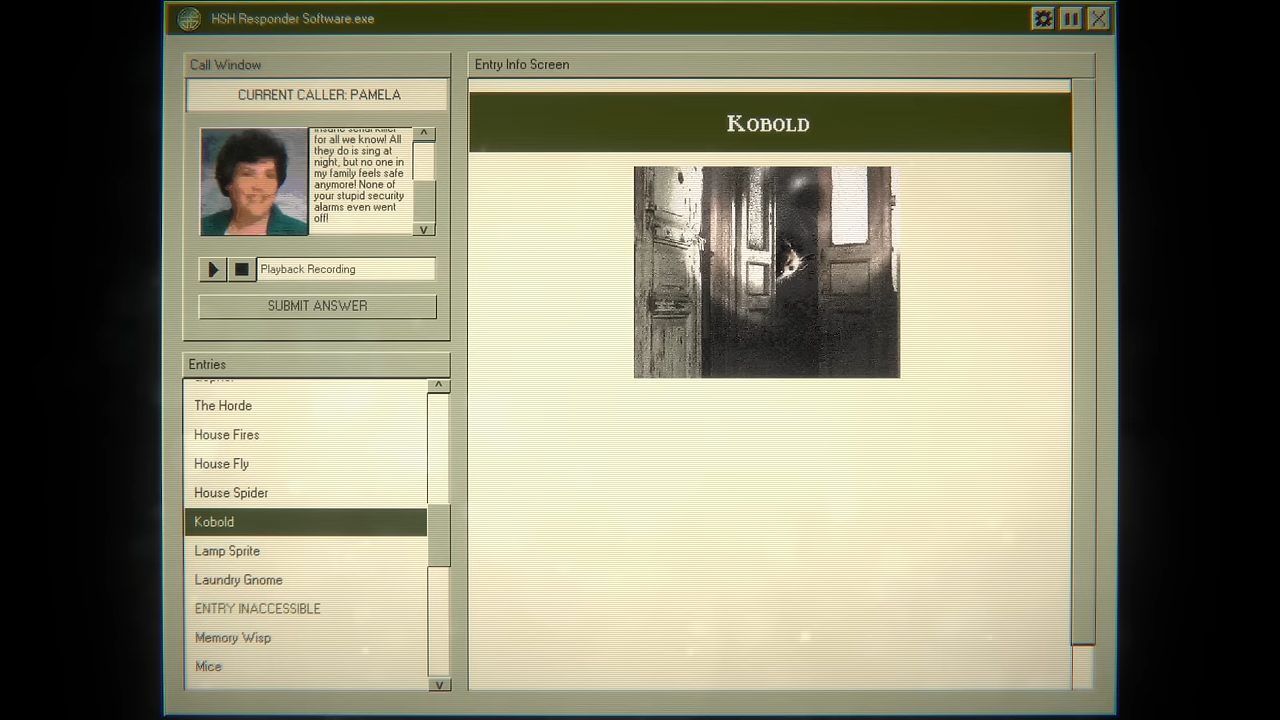 HSH Responder Software.exe
Call Window
CURRENT CALLER: PAMELA
insane serial killer
for all we know! All
they do is sing at
night, but no one in
my family feels safe
anymore! None of
your stupid security
alarms even went
off!
Playback Recording
SUBMIT ANSWER
Entries
The Horde
House Fires
House Fly
House Spider
Kobold
Lamp Sprite
Laundry Gnome
ENTRY INACCESSIBLE
Memory Wisp
Mice
Entry Info Screen
Kobold